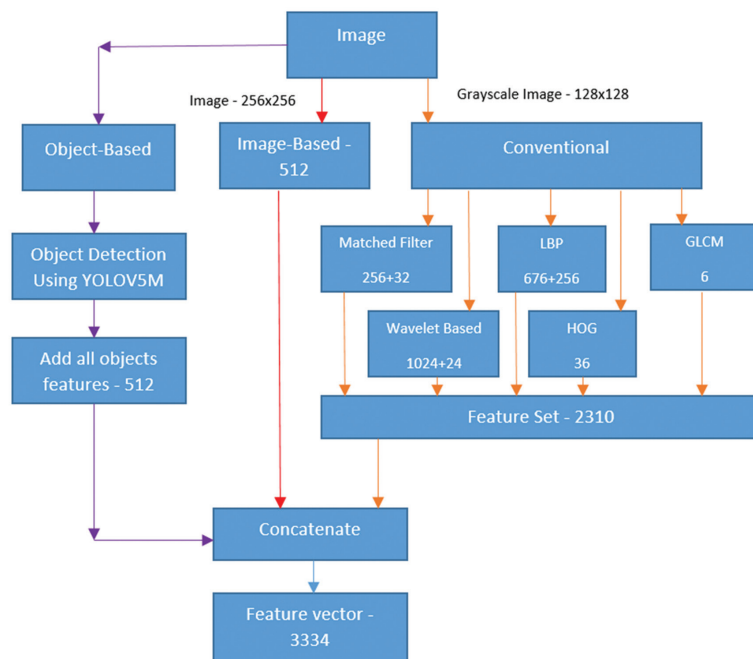 Image
Image - 256x256
Grayscale Image - 128x128
Object-Based
Image-Based -
512
Conventional
Object Detection
Using YOLOV5M
Matched Filter
256+32
LBP
676+256
GLCM
6
Wavelet Based
1024+24
HOG
36
Add all objects
features - 512
Feature Set - 2310
Concatenate
Feature vector -
3334